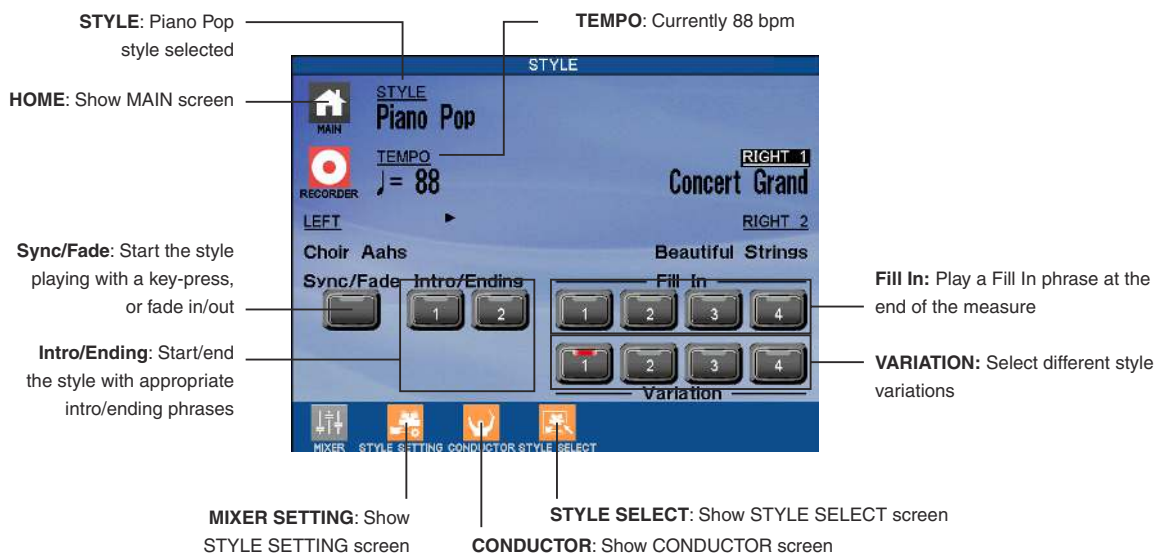 STYLE: Piano Pop
style selected
TEMPO: Currently 88 bpm
HOME: Show MAIN screen
STYLE
MAIN
STYLE
Piano Pop
RECORDER
TEMPO
♩= 88
RIGHT 1
Concert Grand
LEFT
RIGHT 2
Choir Aahs
Beautiful Strings
Sync/Fade: Start the style
playing with a key-press,
or fade in/out
Sync/Fade Intro/Ending
Fill In
1 2 1 2 3 4
Fill In: Play a Fill In phrase at the
end of the measure
Intro/Ending: Start/end
the style with appropriate
intro/ending phrases
1 2 3 4
Variation
VARIATION: Select different style
variations
MIXER STYLE SETTING CONDUCTOR STYLE SELECT
MIXER SETTING: Show
STYLE SETTING screen
STYLE SELECT: Show STYLE SELECT screen
CONDUCTOR: Show CONDUCTOR screen